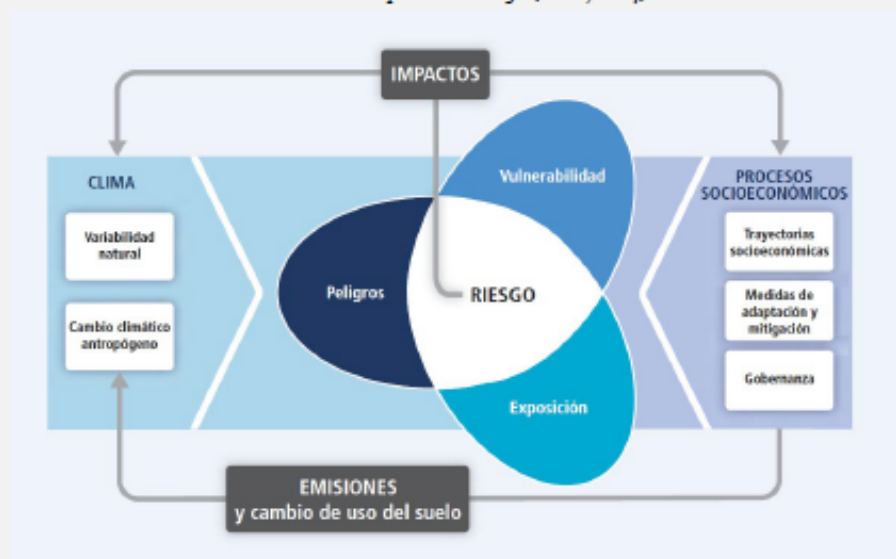 IMPACTOS
CLIMA
Variabilidad
natural
Cambio climático
antropógeno
Vulnerabilidad
Peligros
RIESGO
Exposición
PROCESOS
SOCIOECONÓMICOS
Trayectorias
socioeconómicas
Medidas de
adaptación y
mitigación
Gobernanza
EMISIONES
y cambio de uso del suelo